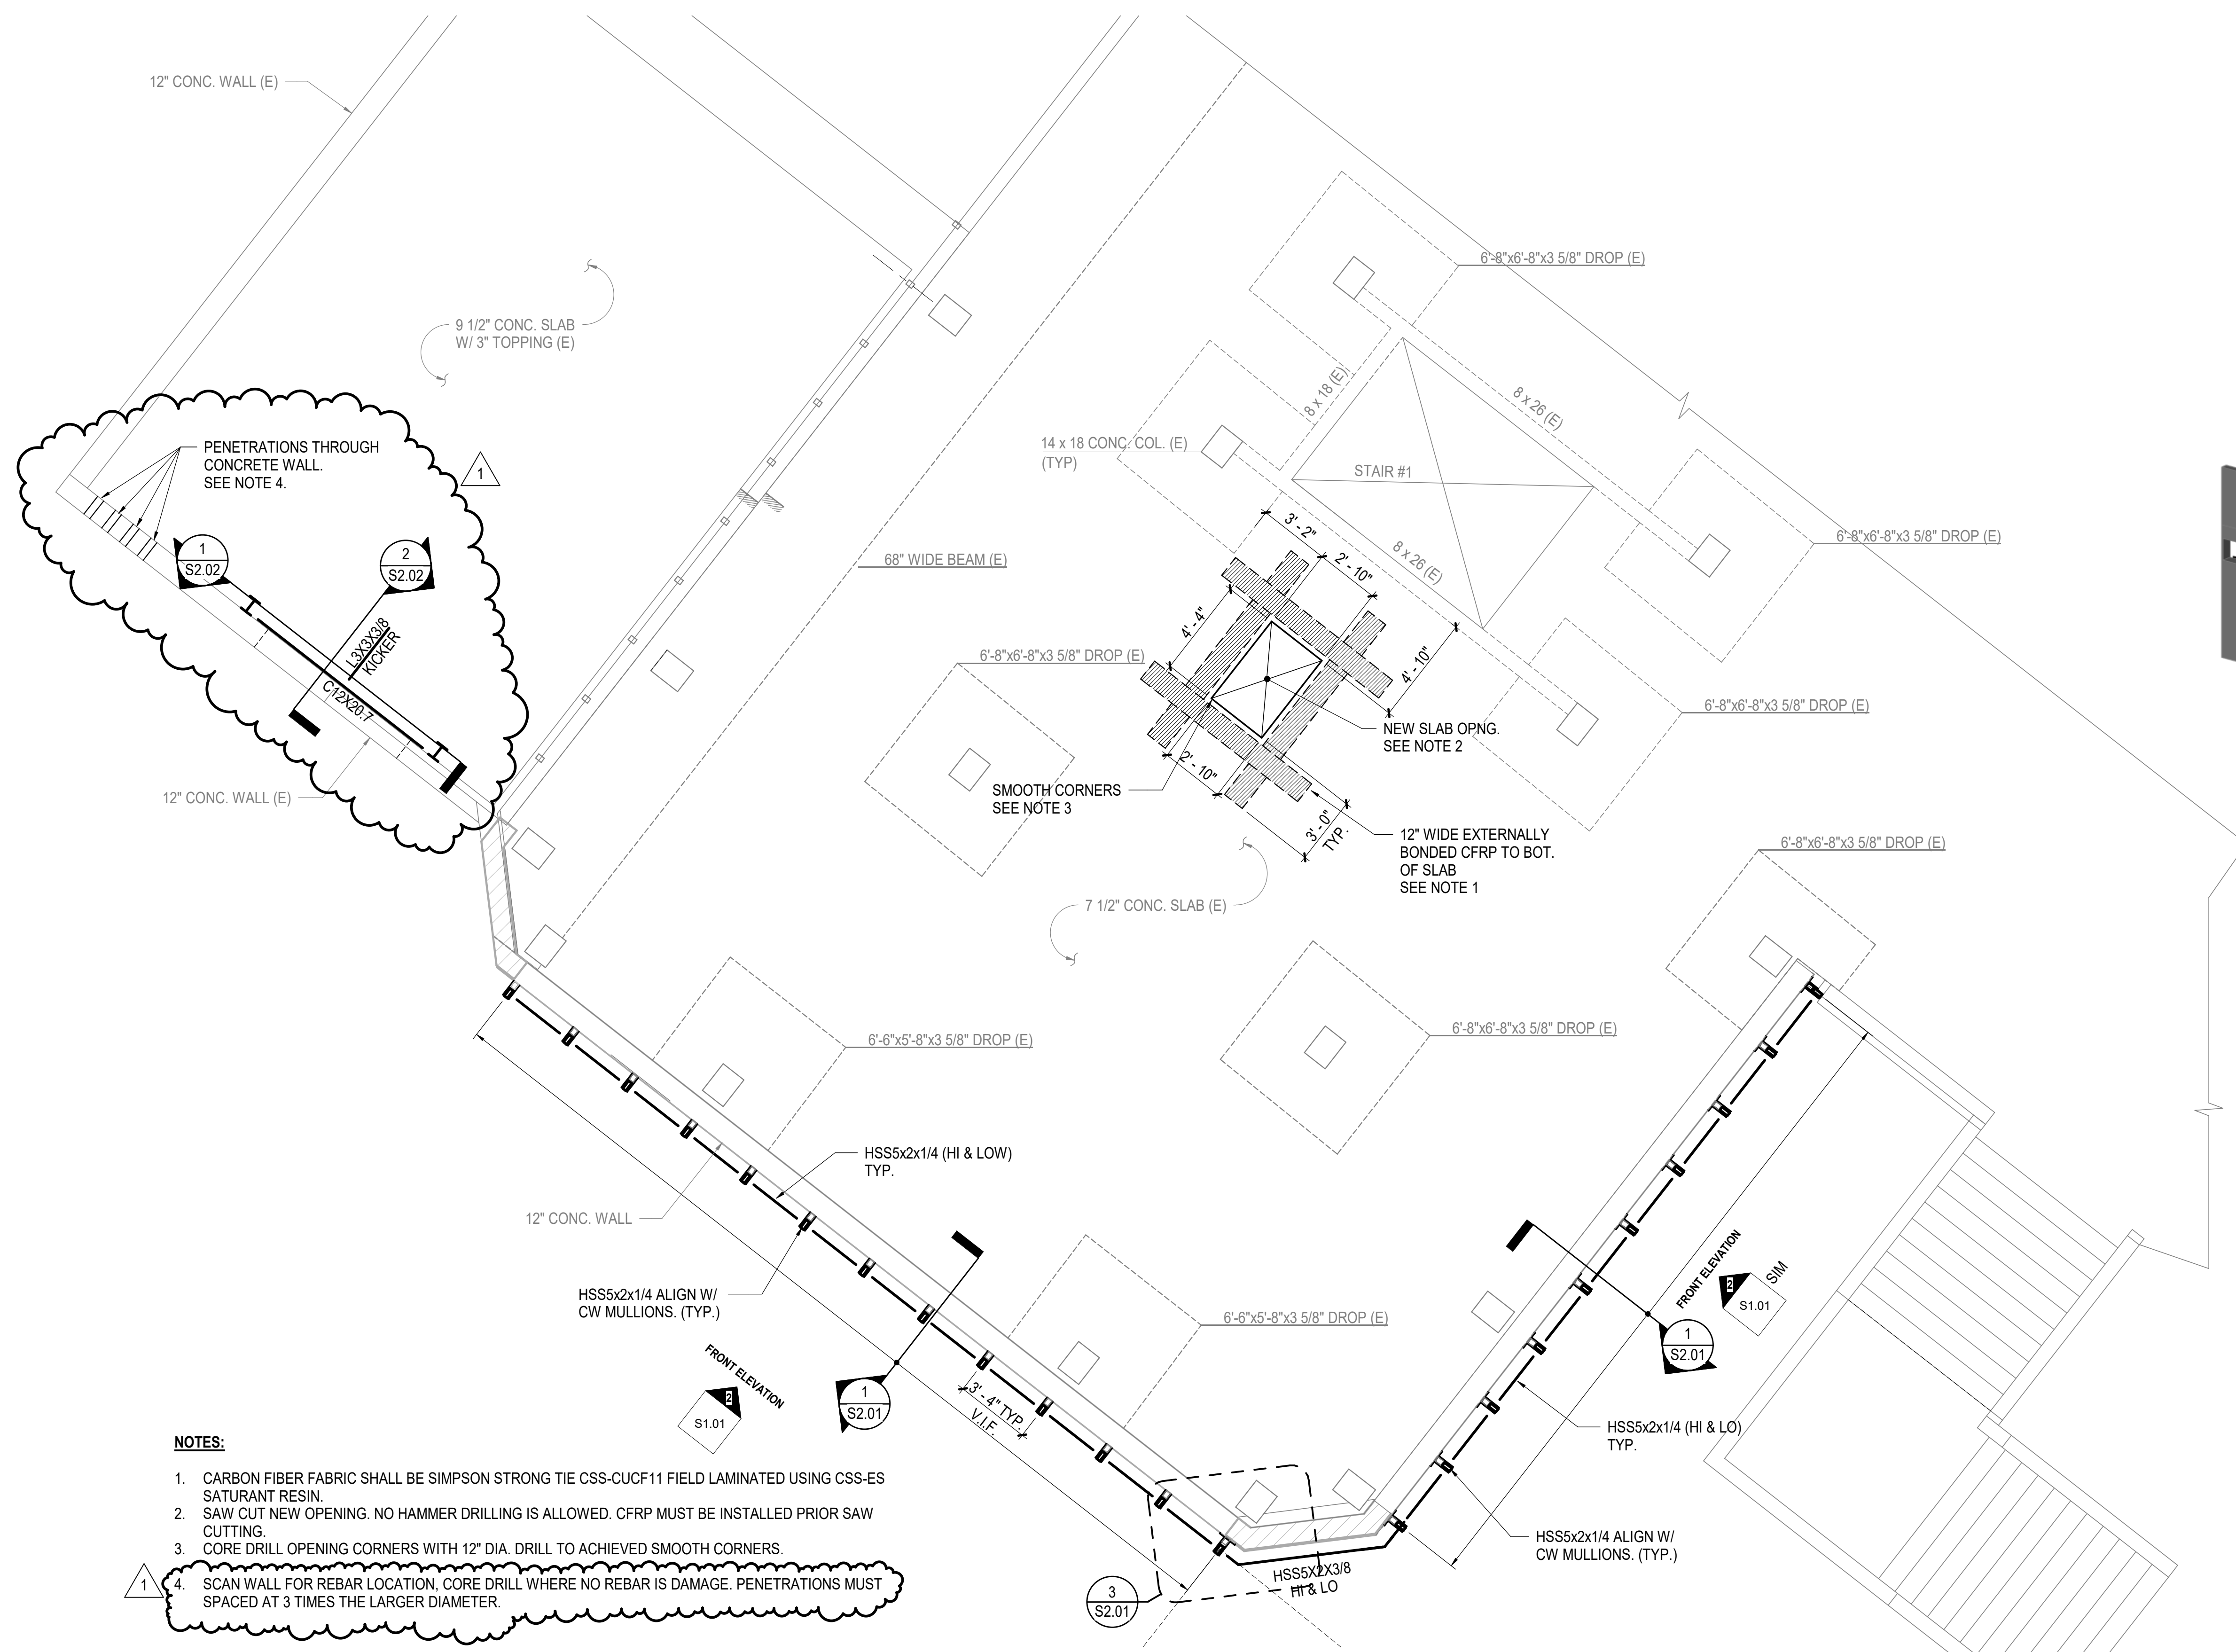 12" CONC. WALL (E)
9 1/2" CONC. SLAB
W/ 3" TOPPING (E)
6'-8"x6'-8"x3 5/8" DROP (E)
8 x 18 (E)
8 x 26 (E)
14 x 18 CONC. COL. (E)
(TYP)
STAIR #1
PENETRATIONS THROUGH
CONCRETE WALL.
SEE NOTE 4.
1
1
S2.02
2
S2.02
L3X3X3/8
KICKER
C12X20.7
12" CONC. WALL (E)
68" WIDE BEAM (E)
3' - 2"
2' - 10"
8 x 26 (E)
6'-8"x6'-8"x3 5/8" DROP (E)
4' - 4"
4' - 10"
6'-8"x6'-8"x3 5/8" DROP (E)
6'-8"x6'-8"x3 5/8" DROP (E)
NEW SLAB OPNG.
SEE NOTE 2
2' - 10"
SMOOTH CORNERS
SEE NOTE 3
3' - 0"
TYP.
12" WIDE EXTERNALLY
BONDED CFRP TO BOT.
OF SLAB
SEE NOTE 1
6'-8"x6'-8"x3 5/8" DROP (E)
7 1/2" CONC. SLAB (E)
6'-6"x5'-8"x3 5/8" DROP (E)
6'-8"x6'-8"x3 5/8" DROP (E)
HSS5x2x1/4 (HI & LOW)
TYP.
12" CONC. WALL
HSS5x2x1/4 ALIGN W/
CW MULLIONS. (TYP.)
6'-6"x5'-8"x3 5/8" DROP (E)
FRONT ELEVATION
2
S1.01
SIM
1
S2.01
FRONT ELEVATION
2
S1.01
1
S2.01
3' - 4" TYP.
V.I.F.
HSS5x2x1/4 (HI & LO)
TYP.
HSS5x2x1/4 ALIGN W/
CW MULLIONS. (TYP.)
HSS5X2X3/8
HI & LO
3
S2.01
NOTES:
1. CARBON FIBER FABRIC SHALL BE SIMPSON STRONG TIE CSS-CUCF11 FIELD LAMINATED USING CSS-ES
SATURANT RESIN.
2. SAW CUT NEW OPENING. NO HAMMER DRILLING IS ALLOWED. CFRP MUST BE INSTALLED PRIOR SAW
CUTTING.
3. CORE DRILL OPENING CORNERS WITH 12" DIA. DRILL TO ACHIEVED SMOOTH CORNERS.
1
4. SCAN WALL FOR REBAR LOCATION, CORE DRILL WHERE NO REBAR IS DAMAGE. PENETRATIONS MUST
SPACED AT 3 TIMES THE LARGER DIAMETER.